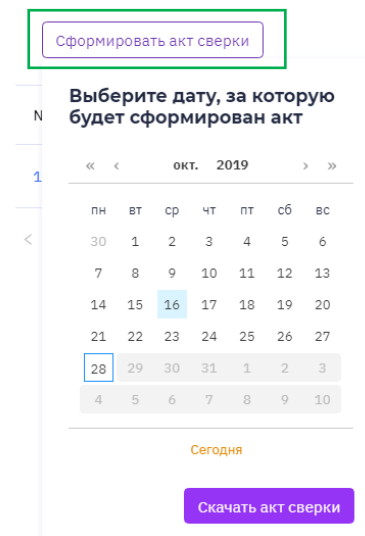 Сформировать акт сверки
Выберите дату, за которую
будет сформирован акт
N
1
« < окт. 2019 > »
пн вт ср чт пт сб вс
30 1 2 3 4 5 6
7 8 9 10 11 12 13
14 15 16 17 18 19 20
21 22 23 24 25 26 27
28 29 30 31 1 2 3
4 5 6 7 8 9 10
Сегодня
Скачать акт сверки